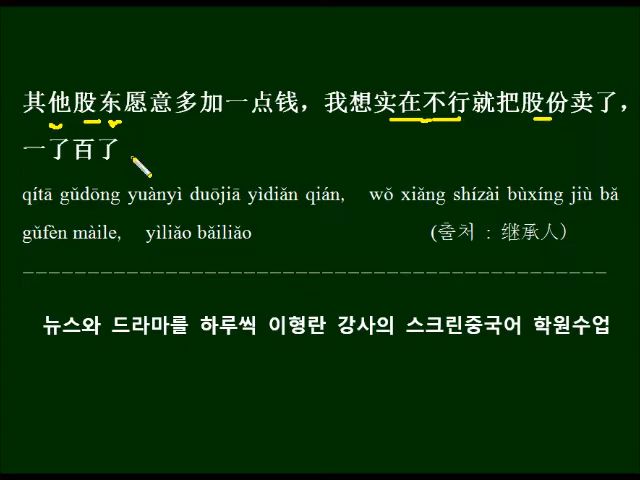 其他股东愿意多加一点钱，我想实在不行就把股份卖了，
一了百了
qítā gǔdōng yuànyì duōjiā yìdiǎn qián,   wǒ xiǎng shízài bùxíng jiù bǎ
gǔfèn màile,   yìliǎo bǎiliǎo   (출처 : 继承人)
뉴스와 드라마를 하루씩 이형란 강사의 스크린중국어 학원수업